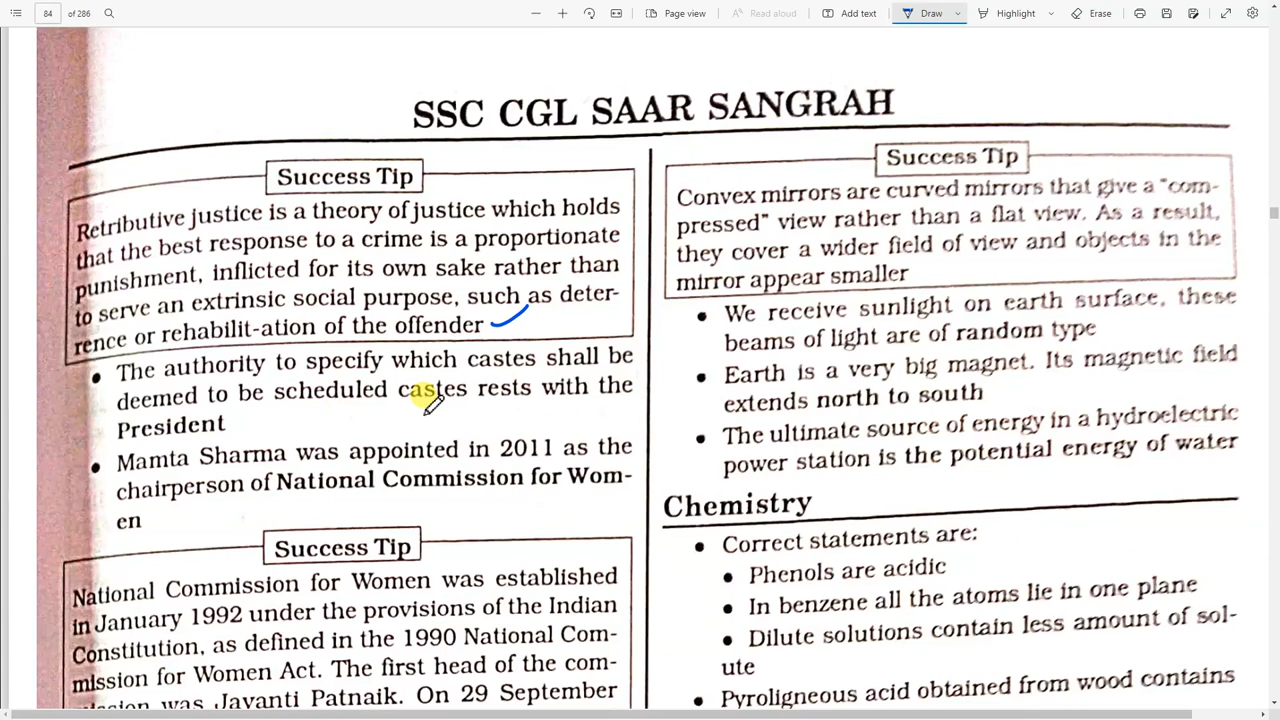 84 of 286
Page view
Read aloud
Add text
Draw
Highlight
Erase
SSC CGL SAAR SANGRAH
Success Tip
Retributive justice is a theory of justice which holds
that the best response to a crime is a proportionate
punishment, inflicted for its own sake rather than
to serve an extrinsic social purpose, such as deter-
rence or rehabilit-ation of the offender
• The authority to specify which castes shall be
deemed to be scheduled castes rests with the
President
• Mamta Sharma was appointed in 2011 as the
chairperson of National Commission for Wom-
en
Success Tip
National Commission for Women was established
in January 1992 under the provisions of the Indian
Constitution, as defined in the 1990 National Com-
mission for Women Act. The first head of the com-
mission was Jayanti Patnaik. On 29 September
Success Tip
Convex mirrors are curved mirrors that give a "com-
pressed" view rather than a flat view. As a result,
they cover a wider field of view and objects in the
mirror appear smaller
• We receive sunlight on earth surface, these
beams of light are of random type
• Earth is a very big magnet. Its magnetic field
extends north to south
• The ultimate source of energy in a hydroelectric
power station is the potential energy of water
Chemistry
• Correct statements are:
• Phenols are acidic
• In benzene all the atoms lie in one plane
• Dilute solutions contain less amount of sol-
ute
• Pyroligneous acid obtained from wood contains